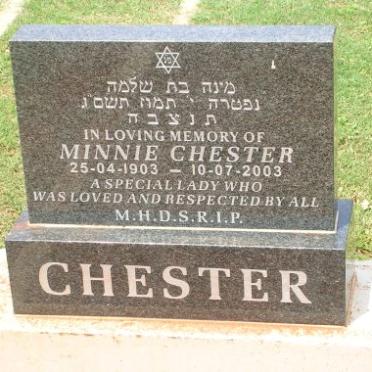 מינה בת שלמה
נפטרה י' תמוז תשס"ג
ת נ צ ב ה
IN LOVING MEMORY OF
MINNIE CHESTER
25-04-1903 — 10-07-2003
A SPECIAL LADY WHO
WAS LOVED AND RESPECTED BY ALL
M.H.D.S.R.I.P.
CHESTER